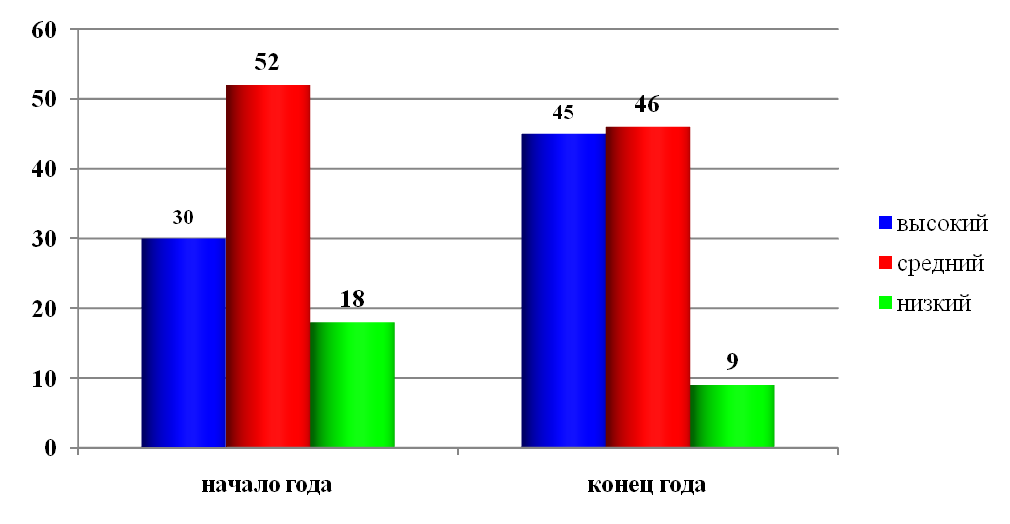 60
50
40
30
20
10
0
30
52
18
45
46
9
начало года
конец года
высокий
средний
низкий